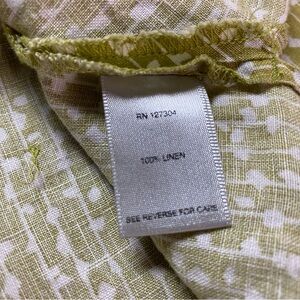 RN 127304
100% LINEN
SEE REVERSE FOR CARE